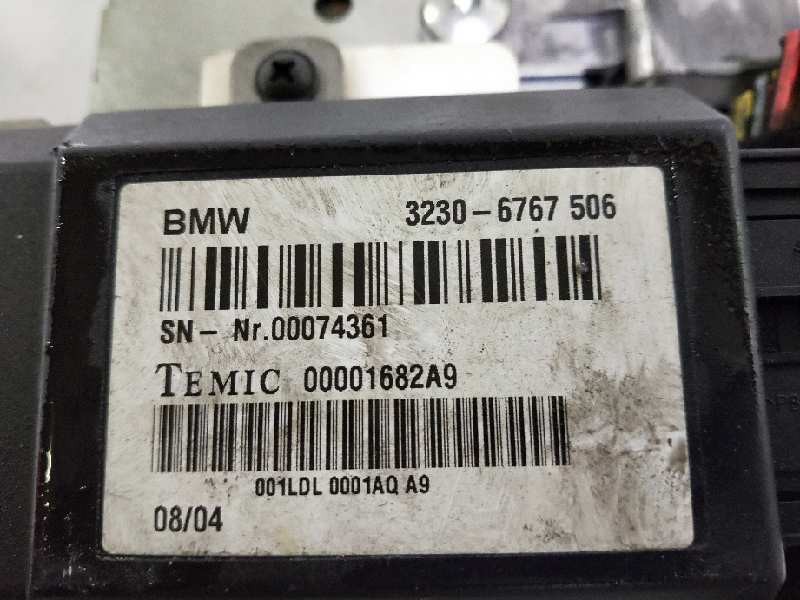 BMW 3230-6767 506
SN- Nr.00074361
TEMIC 00001682A9
001LDL 0001AQ A9
08/04